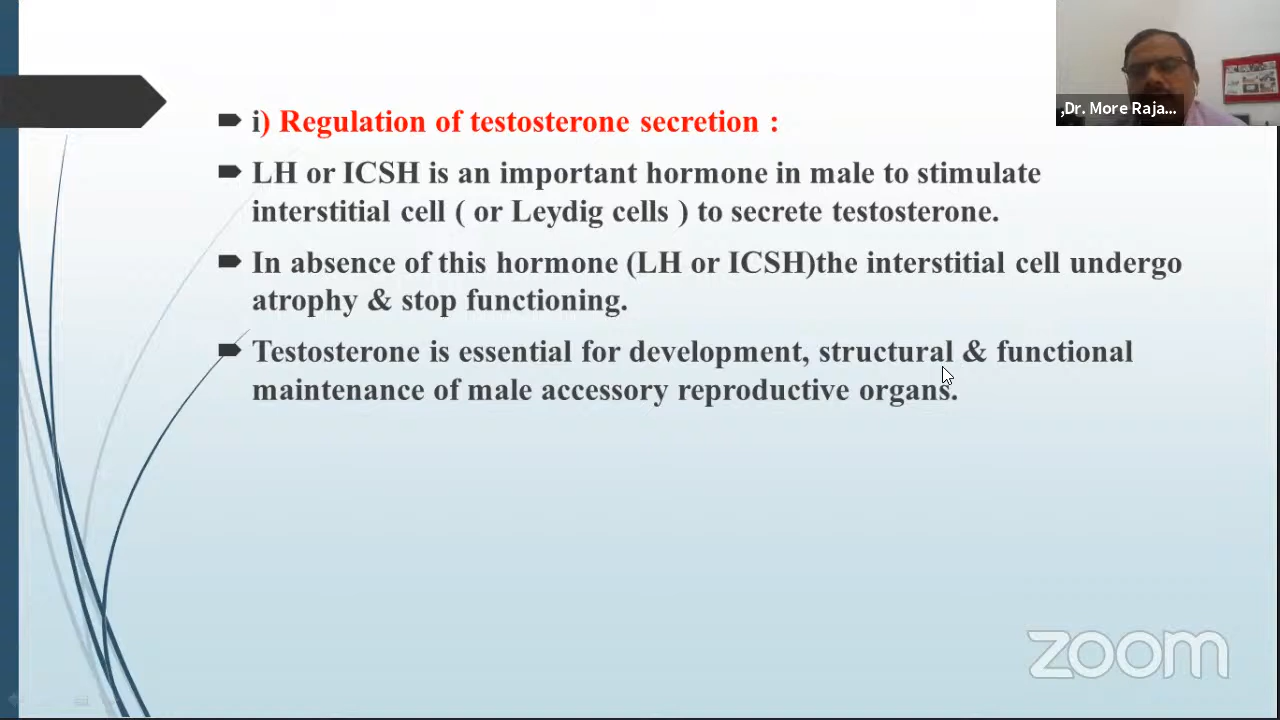 ,Dr. More Raja...
i) Regulation of testosterone secretion :
LH or ICSH is an important hormone in male to stimulate
interstitial cell ( or Leydig cells ) to secrete testosterone.
In absence of this hormone (LH or ICSH)the interstitial cell undergo
atrophy & stop functioning.
Testosterone is essential for development, structural & functional
maintenance of male accessory reproductive organs.
zoom